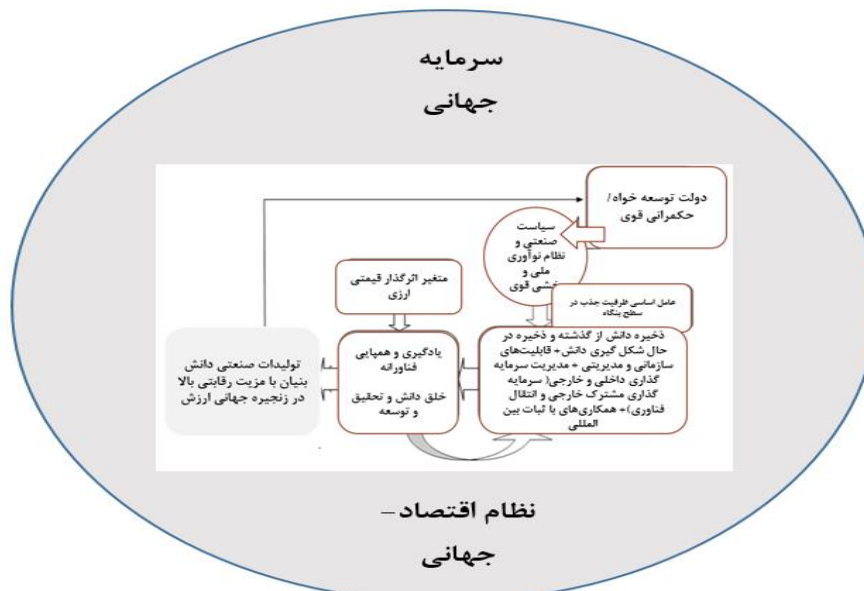 سرمایه
جهانی
دولت توسعه خواه/
حکمرانی قوی
سیاست
صنعتی و
نظام نوآوری
ملی و
بخشی قوی
متغیر اثرگذار قیمتی
ارزی
عامل اساسی ظرفیت جذب در
سطح بنگاه
ذخیره دانش از گذشته و ذخیره در
حال شکل گیری دانش+ قابلیت‌های
سازمانی و مدیریتی + مدیریت سرمایه
گذاری داخلی و خارجی( سرمایه
گذاری مشترک خارجی و انتقال
فناوری)+ همکاری‌های با ثبات بین
المللی
یادگیری و همپایی
فناورانه
خلق دانش و تحقیق
و توسعه
تولیدات صنعتی دانش
بنیان با مزیت رقابتی بالا
در زنجیره جهانی ارزش
نظام اقتصاد –
جهانی